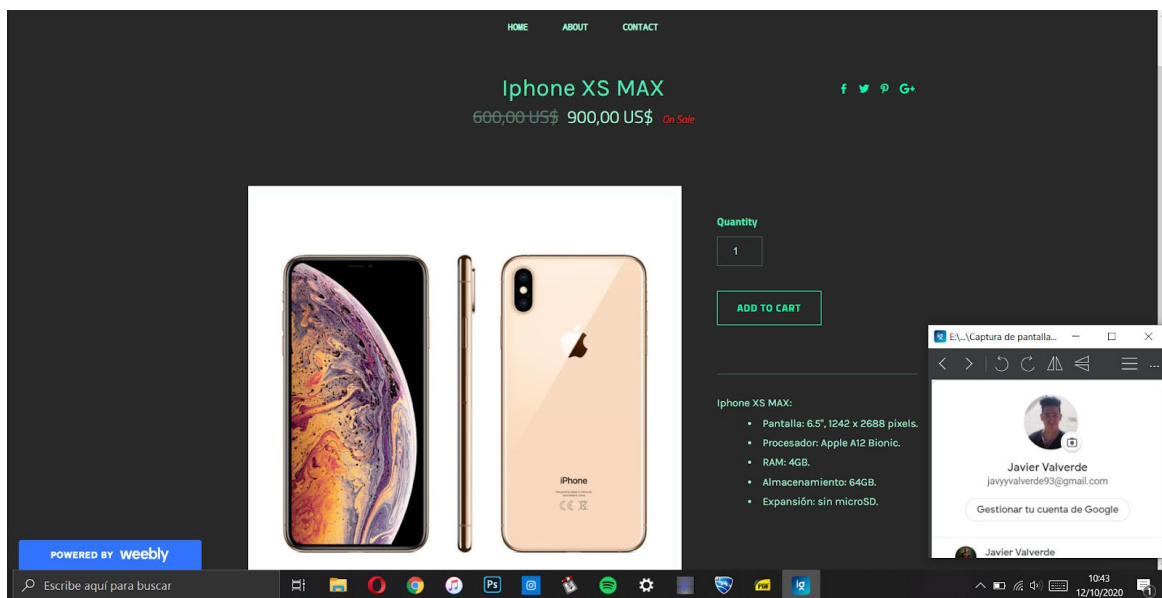 HOME ABOUT CONTACT
Iphone XS MAX
600,00 US$ 900,00 US$ On Sale
Quantity
1
ADD TO CART
Iphone XS MAX:
• Pantalla: 6.5", 1242 x 2688 pixels.
• Procesador: Apple A12 Bionic.
• RAM: 4GB.
• Almacenamiento: 64GB.
• Expansión: sin microSD.
iPhone
E:\...\Captura de pantalla...
Javier Valverde
javyyvalverde93@gmail.com
Gestionar tu cuenta de Google
Javier Valverde
POWERED BY weebly
Escribe aquí para buscar
10:43
12/10/2020